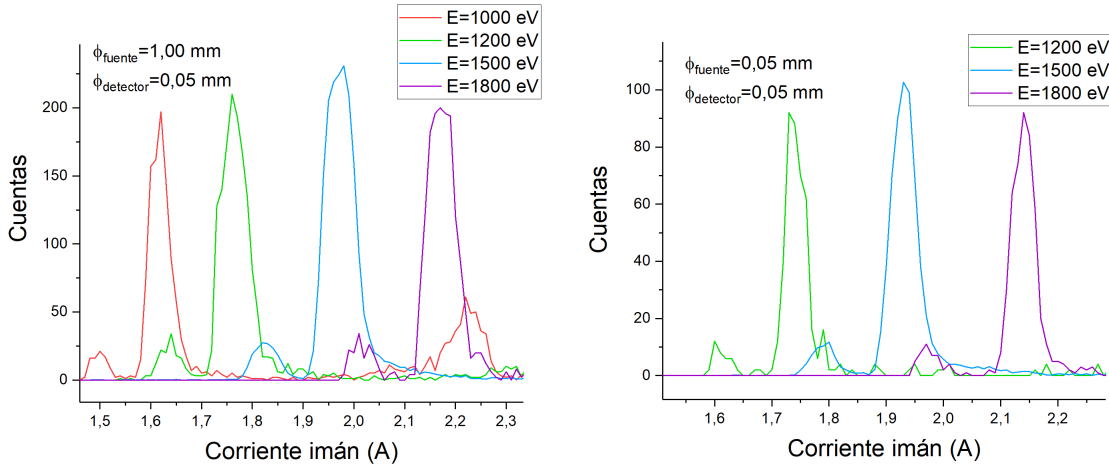 E=1000 eV
E=1200 eV
E=1500 eV
E=1800 eV
ϕfuente=1,00 mm
ϕdetector=0,05 mm
200
150
100
50
0
Cuentas
1,5 1,6 1,7 1,8 1,9 2,0 2,1 2,2 2,3
Corriente imán (A)
E=1200 eV
E=1500 eV
E=1800 eV
ϕfuente=0,05 mm
ϕdetector=0,05 mm
100
80
60
40
20
0
Cuentas
1,6 1,7 1,8 1,9 2,0 2,1 2,2
Corriente imán (A)